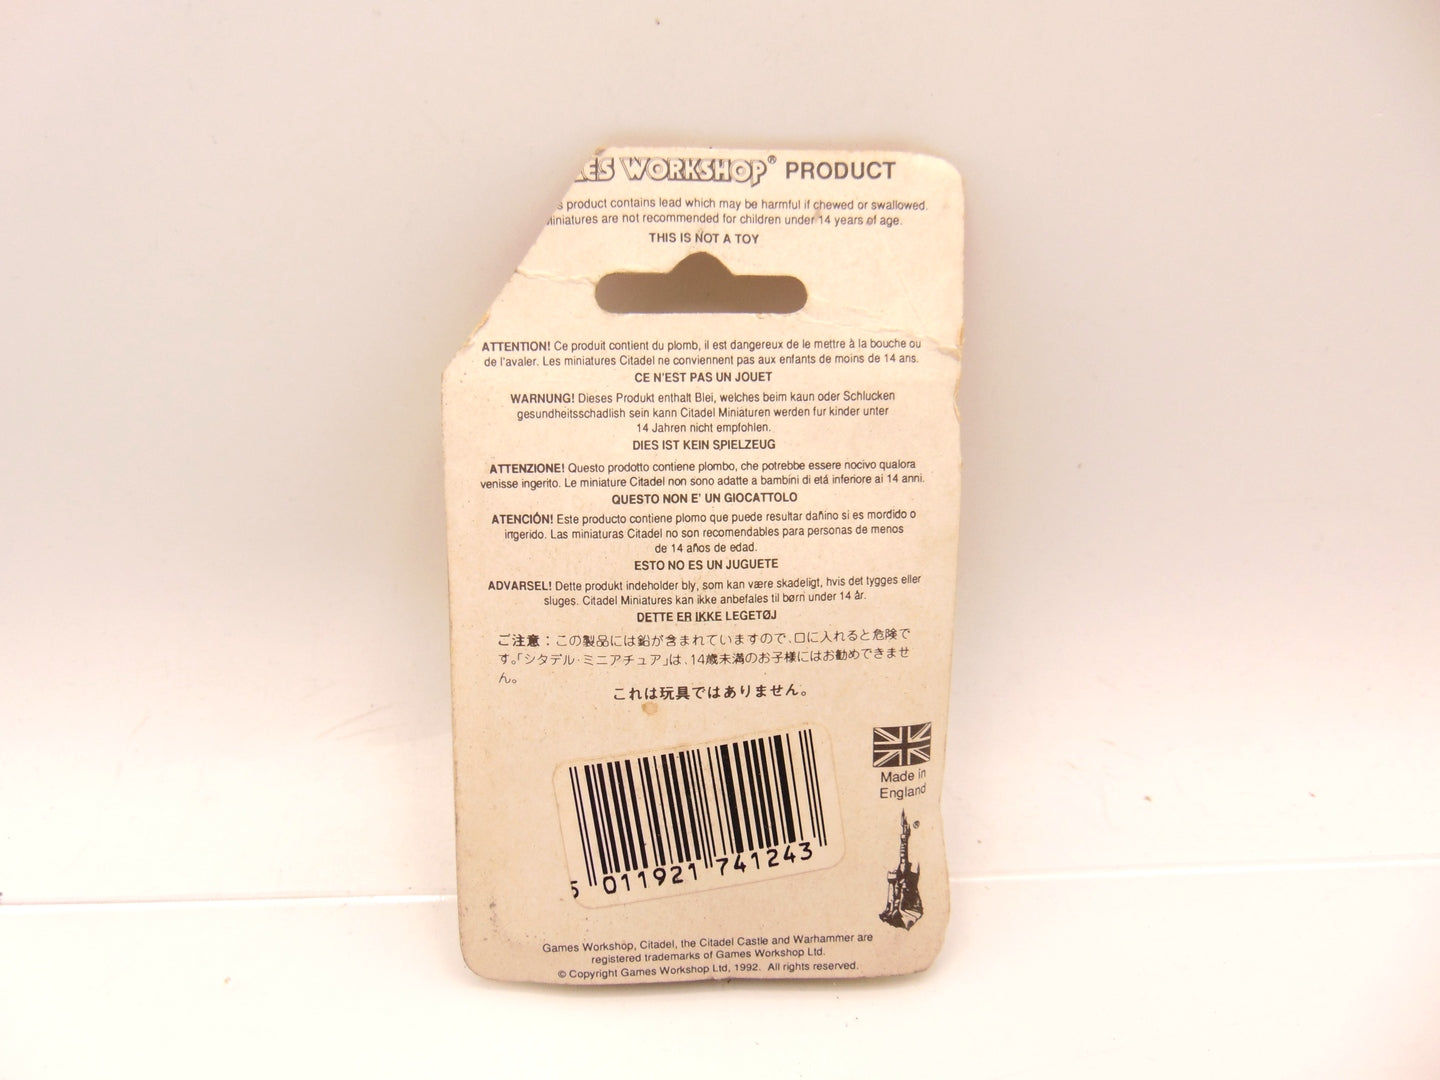 WORKSHOP® PRODUCT
product contains lead which may be harmful if chewed or swallowed.
are not recommended for children under 14 years of age.
THIS IS NOT A TOY
ATTENTION! Ce produit contient du plomb, il est dangereux de le mettre à la bouche ou
de l'avaler. Les miniatures Citadel ne conviennent pas aux enfants de moins de 14 ans.
CE N'EST PAS UN JOUET
WARNUNG! Dieses Produkt enthalt Blei, welches beim kaun oder Schlucken
gesundheitsschadlish sein kann Citadel Miniaturen werden fur kinder unter
14 Jahren nicht empfohlen.
DIES IST KEIN SPIELZEUG
ATTENZIONE! Questo prodotto contiene plombo, che potrebbe essere nocivo qualora
venisse ingerito. Le miniature Citadel non sono adatte a bambini di etá inferiore ai 14 anni.
QUESTO NON E' UN GIOCATTOLO
ATENCIÓN! Este producto contiene plomo que puede resultar dañino si es mordido o
ingerido. Las miniaturas Citadel no son recomendables para personas de menos
de 14 años de edad.
ESTO NO ES UN JUGUETE
ADVARSEL! Dette produkt indeholder bly, som kan være skadeligt, hvis det tygges eller
sluges. Citadel Miniatures kan ikke anbefales til børn under 14 år.
DETTE ER IKKE LEGETØJ
ご注意：この製品には鉛が含まれていますので、口に入れると危険で
す。「シタデル・ミニアチュア」は、14歳未満のお子様にはお勧めできませ
ん。
これは玩具ではありません。
Made in
England
®
5 011921 741243
Games Workshop, Citadel, the Citadel Castle and Warhammer are
registered trademarks of Games Workshop Ltd.
© Copyright Games Workshop Ltd, 1992. All rights reserved.